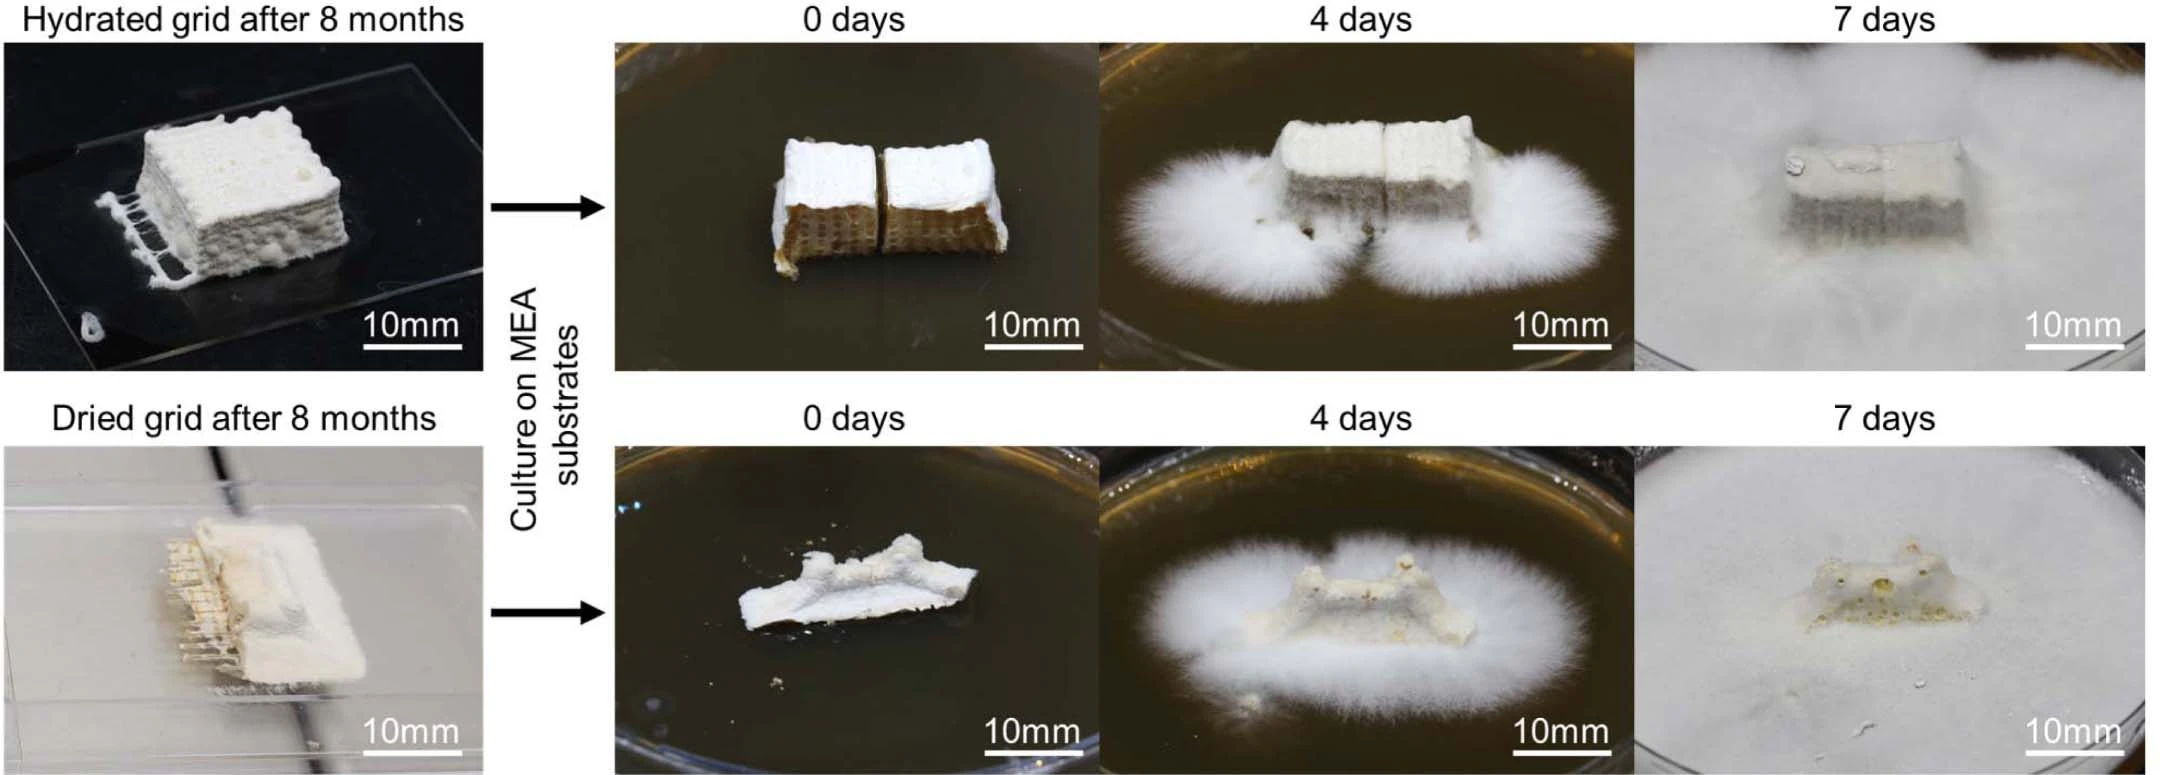 Hydrated grid after 8 months
0 days
4 days
7 days
10mm
10mm
10mm
10mm
Culture on MEA
substrates
Dried grid after 8 months
0 days
4 days
7 days
10mm
10mm
10mm
10mm